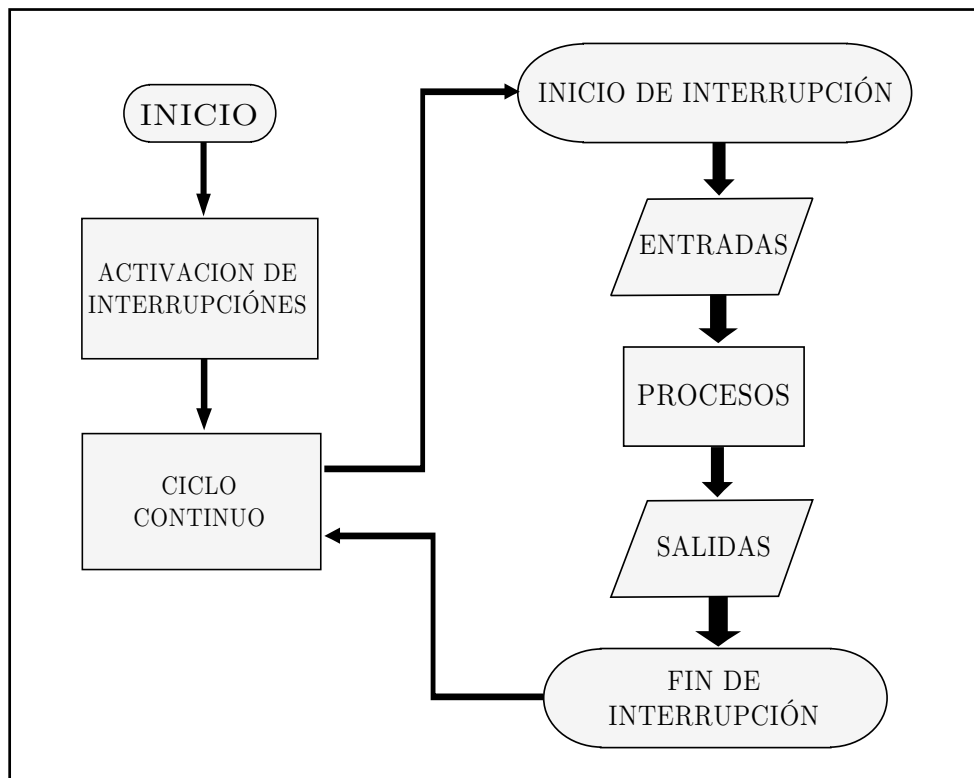 INICIO
ACTIVACION DE
INTERRUPCIÓNES
CICLO
CONTINUO
INICIO DE INTERRUPCIÓN
ENTRADAS
PROCESOS
SALIDAS
FIN DE
INTERRUPCIÓN